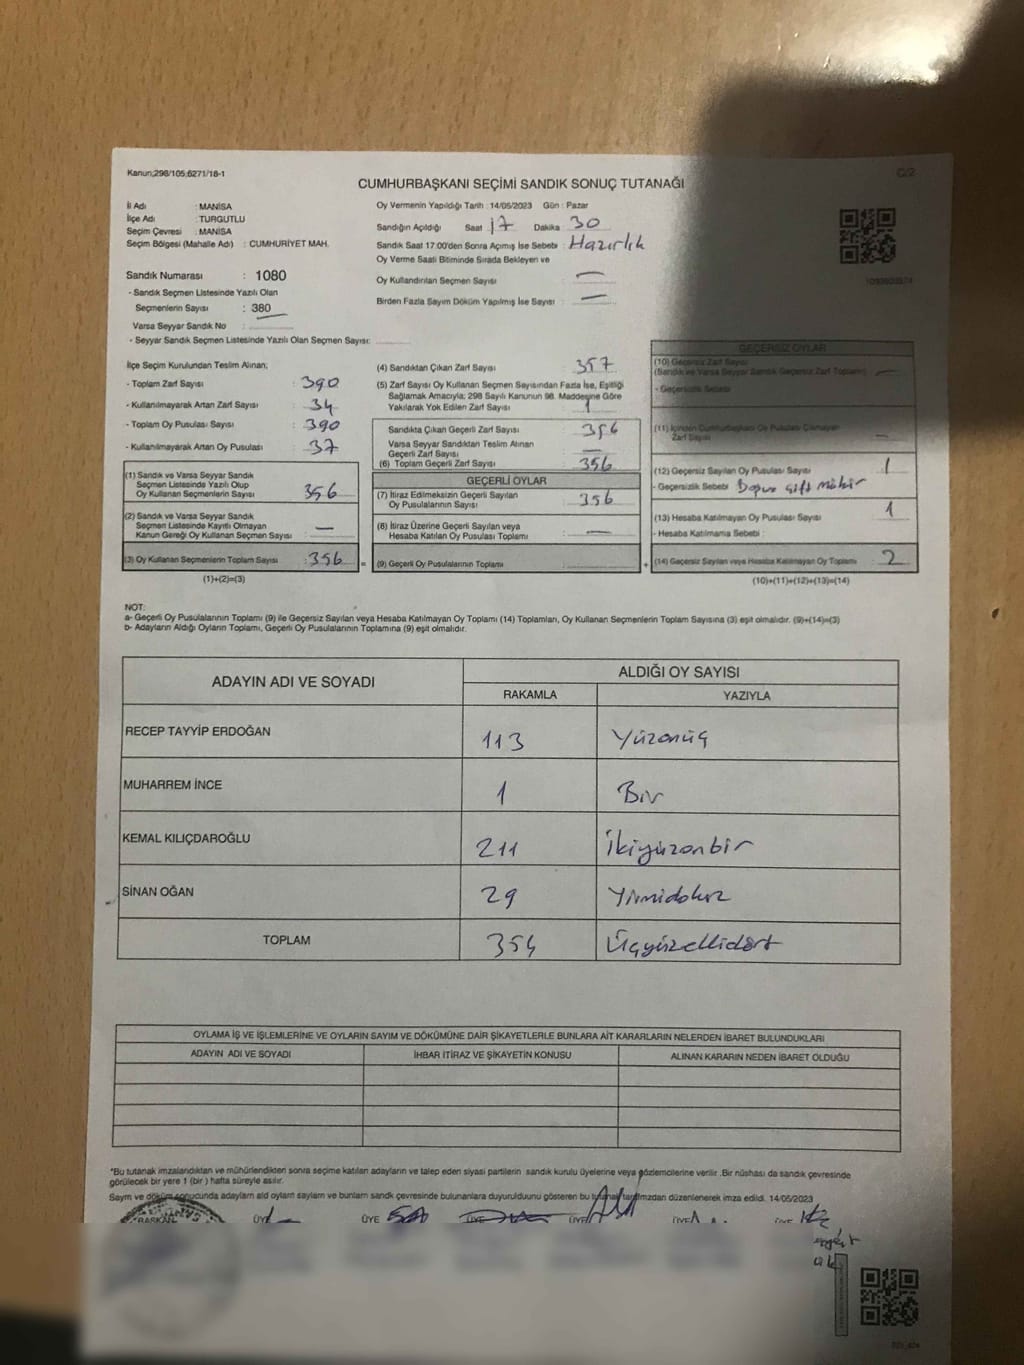 Kanun;298/105;6271/18-1
C/2
CUMHURBAŞKANI SEÇİMİ SANDIK SONUÇ TUTANAĞI
İl Adı : MANİSA
İlçe Adı : TURGUTLU
Seçim Çevresi : MANİSA
Seçim Bölgesi (Mahalle Adı) : CUMHURİYET MAH.
Sandık Numarası : 1080
- Sandık Seçmen Listesinde Yazılı Olan
Seçmenlerin Sayısı : 380
Varsa Seyyar Sandık No :
- Seyyar Sandık Seçmen Listesinde Yazılı Olan Seçmen Sayısı:
Oy Vermenin Yapıldığı Tarih : 14/05/2023 Gün : Pazar
Sandığın Açıldığı Saat 17 Dakika 30
Sandık Saat 17:00'den Sonra Açımış İse Sebebi : Hazırlık
Oy Verme Saati Bitiminde Sırada Bekleyen ve
Oy Kullandırılan Seçmen Sayısı : —
Birden Fazla Sayım Döküm Yapılmış İse Sayısı : —
İlçe Seçim Kurulundan Teslim Alınan;
- Toplam Zarf Sayısı : 390
- Kullanılmayarak Artan Zarf Sayısı : 34
- Toplam Oy Pusulası Sayısı : 390
- Kullanılmayarak Artan Oy Pusulası : 37
(1) Sandık ve Varsa Seyyar Sandık
Seçmen Listesinde Yazılı Olup
Oy Kullanan Seçmenlerin Sayısı : 356
(2) Sandık ve Varsa Seyyar Sandık
Seçmen Listesinde Kayıtlı Olmayan
Kanun Gereği Oy Kullanan Seçmen Sayısı : —
(3) Oy Kullanan Seçmenlerin Toplam Sayısı : 356
(1)+(2)=(3)
(4) Sandıktan Çıkan Zarf Sayısı : 357
(5) Zarf Sayısı Oy Kullanan Seçmen Sayısından Fazla İse, Eşitliği
Sağlamak Amacıyla; 298 Sayılı Kanunun 98. Maddesine Göre
Yakılarak Yok Edilen Zarf Sayısı : 1
Sandıkta Çıkan Geçerli Zarf Sayısı : 356
Varsa Seyyar Sandıktan Teslim Alınan
Geçerli Zarf Sayısı : —
(6) Toplam Geçerli Zarf Sayısı : 356
GEÇERLİ OYLAR
(7) İtiraz Edilmeksizin Geçerli Sayılan
Oy Pusulalarının Sayısı : 356
(8) İtiraz Üzerine Geçerli Sayılan veya
Hesaba Katılan Oy Pusulası Toplamı : —
= (9) Geçerli Oy Pusulalarının Toplamı :
GEÇERSİZ OYLAR
(10) Geçersiz Zarf Sayısı
(Sandık ve Varsa Seyyar Sandık Geçersiz Zarf Toplamı) : —
- Geçersizlik Sebebi :
(11) İçinden Cumhurbaşkanı Oy Pusulası Çıkmayan
Zarf Sayısı : —
(12) Geçersiz Sayılan Oy Pusulası Sayısı : 1
- Geçersizlik Sebebi : çift mühür
(13) Hesaba Katılmayan Oy Pusulası Sayısı : 1
- Hesaba Katılmama Sebebi :
+ (14) Geçersiz Sayılan veya Hesaba Katılmayan Oy Toplamı : 2
(10)+(11)+(12)+(13)=(14)
NOT:
a- Geçerli Oy Pusulalarının Toplamı (9) ile Geçersiz Sayılan veya Hesaba Katılmayan Oy Toplamı (14) Toplamları, Oy Kullanan Seçmenlerin Toplam Sayısına (3) eşit olmalıdır. (9)+(14)=(3)
b- Adayların Aldığı Oyların Toplamı, Geçerli Oy Pusulalarının Toplamına (9) eşit olmalıdır.
ADAYIN ADI VE SOYADI
ALDIĞI OY SAYISI
RAKAMLA YAZIYLA
RECEP TAYYİP ERDOĞAN 113 Yüzonüç
MUHARREM İNCE 1 Bir
KEMAL KILIÇDAROĞLU 211 İkiyüzonbir
SİNAN OĞAN 29 Yirmidokuz
TOPLAM 354 Üçyüzellidört
OYLAMA İŞ VE İŞLEMLERİNE VE OYLARIN SAYIM VE DÖKÜMÜNE DAİR ŞİKAYETLERLE BUNLARA AİT KARARLARIN NELERDEN İBARET BULUNDUKLARI
ADAYIN ADI VE SOYADI İHBAR İTİRAZ VE ŞİKAYETİN KONUSU ALINAN KARARIN NEDEN İBARET OLDUĞU
"Bu tutanak imzalandıktan ve mühürlendikten sonra seçime katılan adayların ve talep eden siyasi partilerin sandık kurulu üyelerine veya gözlemcilerine verilir .Bir nüshası da sandık çevresinde
görülecek bir yere 1 (bir ) hafta süreyle asılır.
Sayım ve döküm sonucunda adayların aldı oyların sayların ve bunların sandk çevresinde bulunanlara duyurulduunu gösteren bu tutanak tarafmzdan düzenlenerek imza edildi. 14/05/2023
BAŞKAN ÜYE ÜYE ÜYE ÜYE ÜYE ÜYE